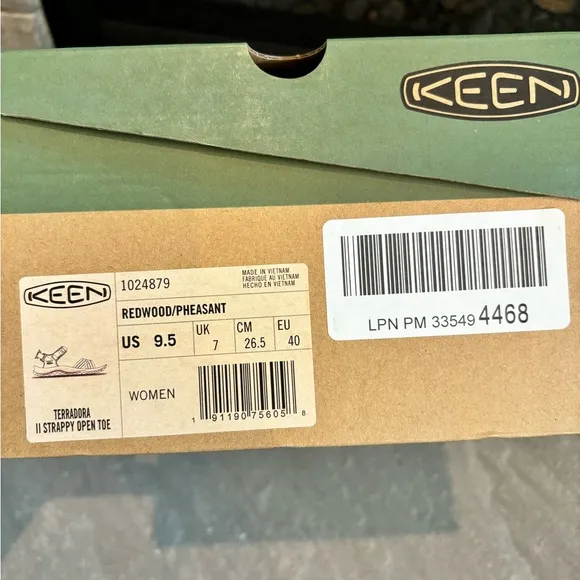 KEEN
KEEN
1024879
MADE IN VIETNAM
FABRIQUÉ AU VIETNAM
HECHO EN VIETNAM
REDWOOD/PHEASANT
US 9.5 UK 7 CM 26.5 EU 40
WOMEN
TERRADORA
II STRAPPY OPEN TOE
1 91190 75605 8
LPN PM 33549 4468